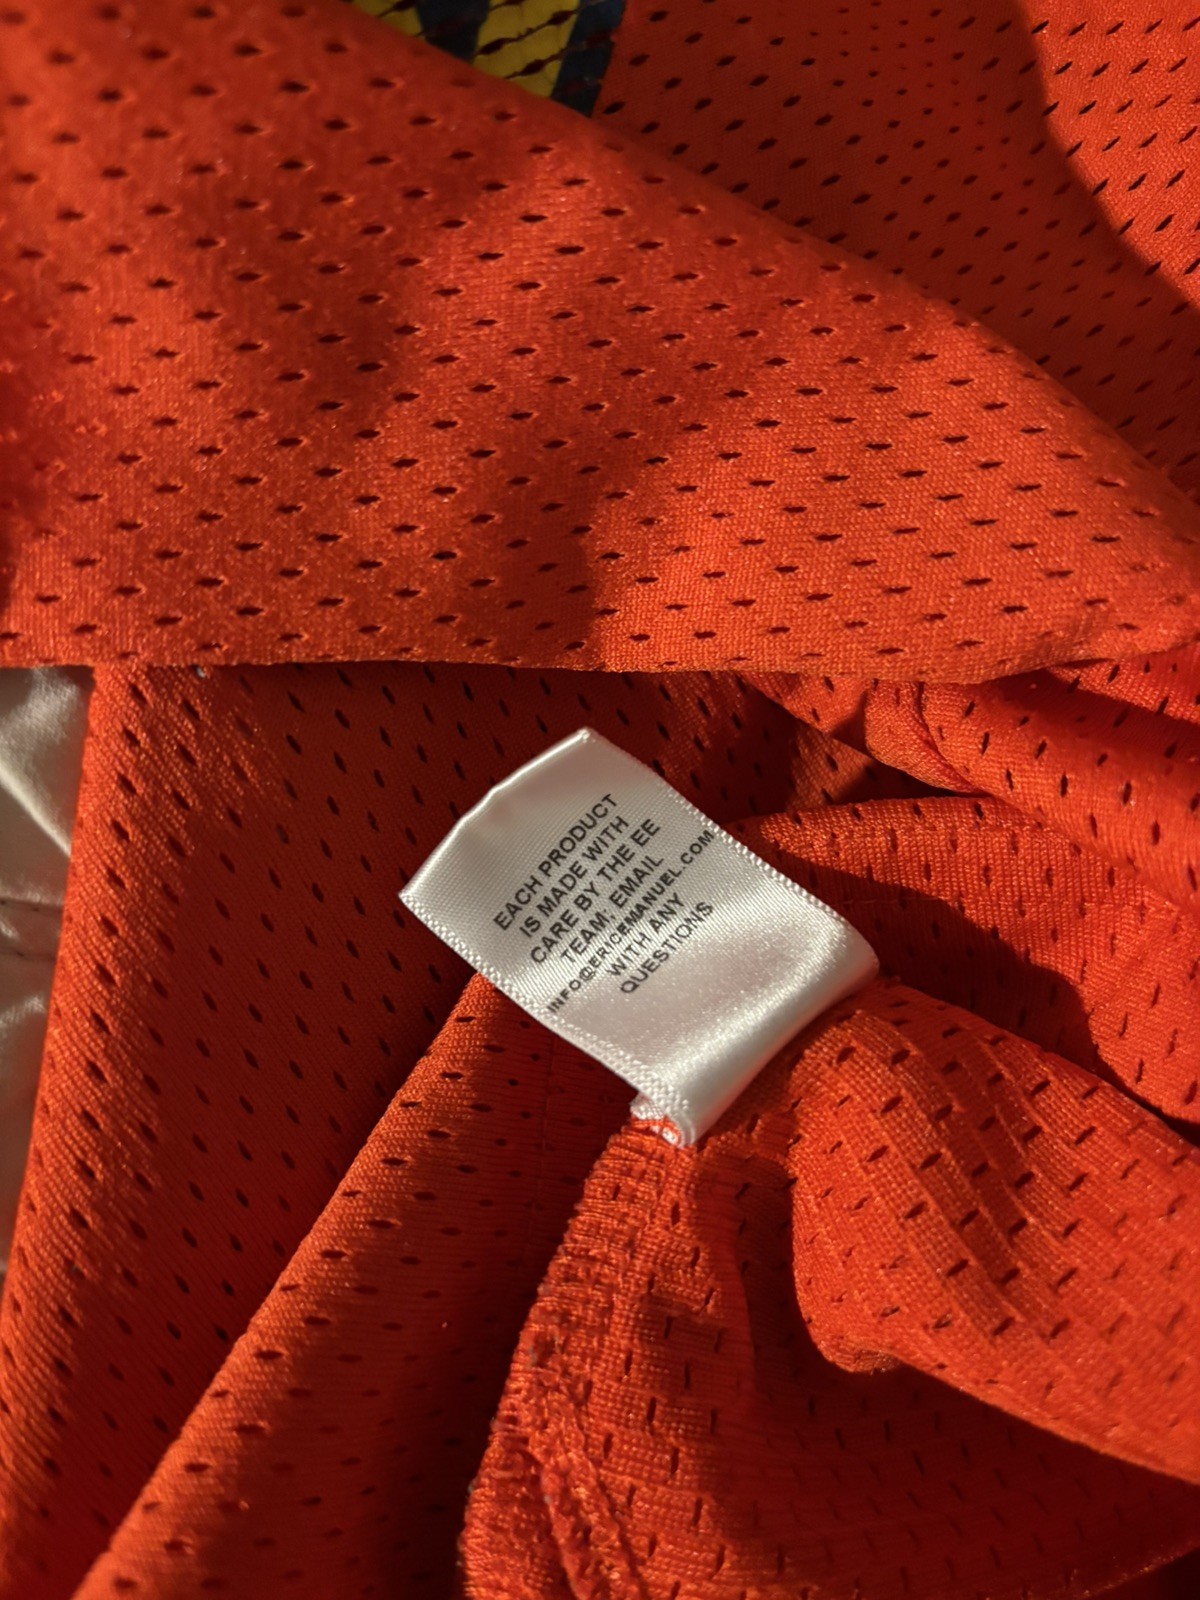 EACH PRODUCT
IS MADE WITH
CARE BY THE EE
TEAM; EMAIL
INFO@ERICEMANUEL.COM
WITH ANY
QUESTIONS